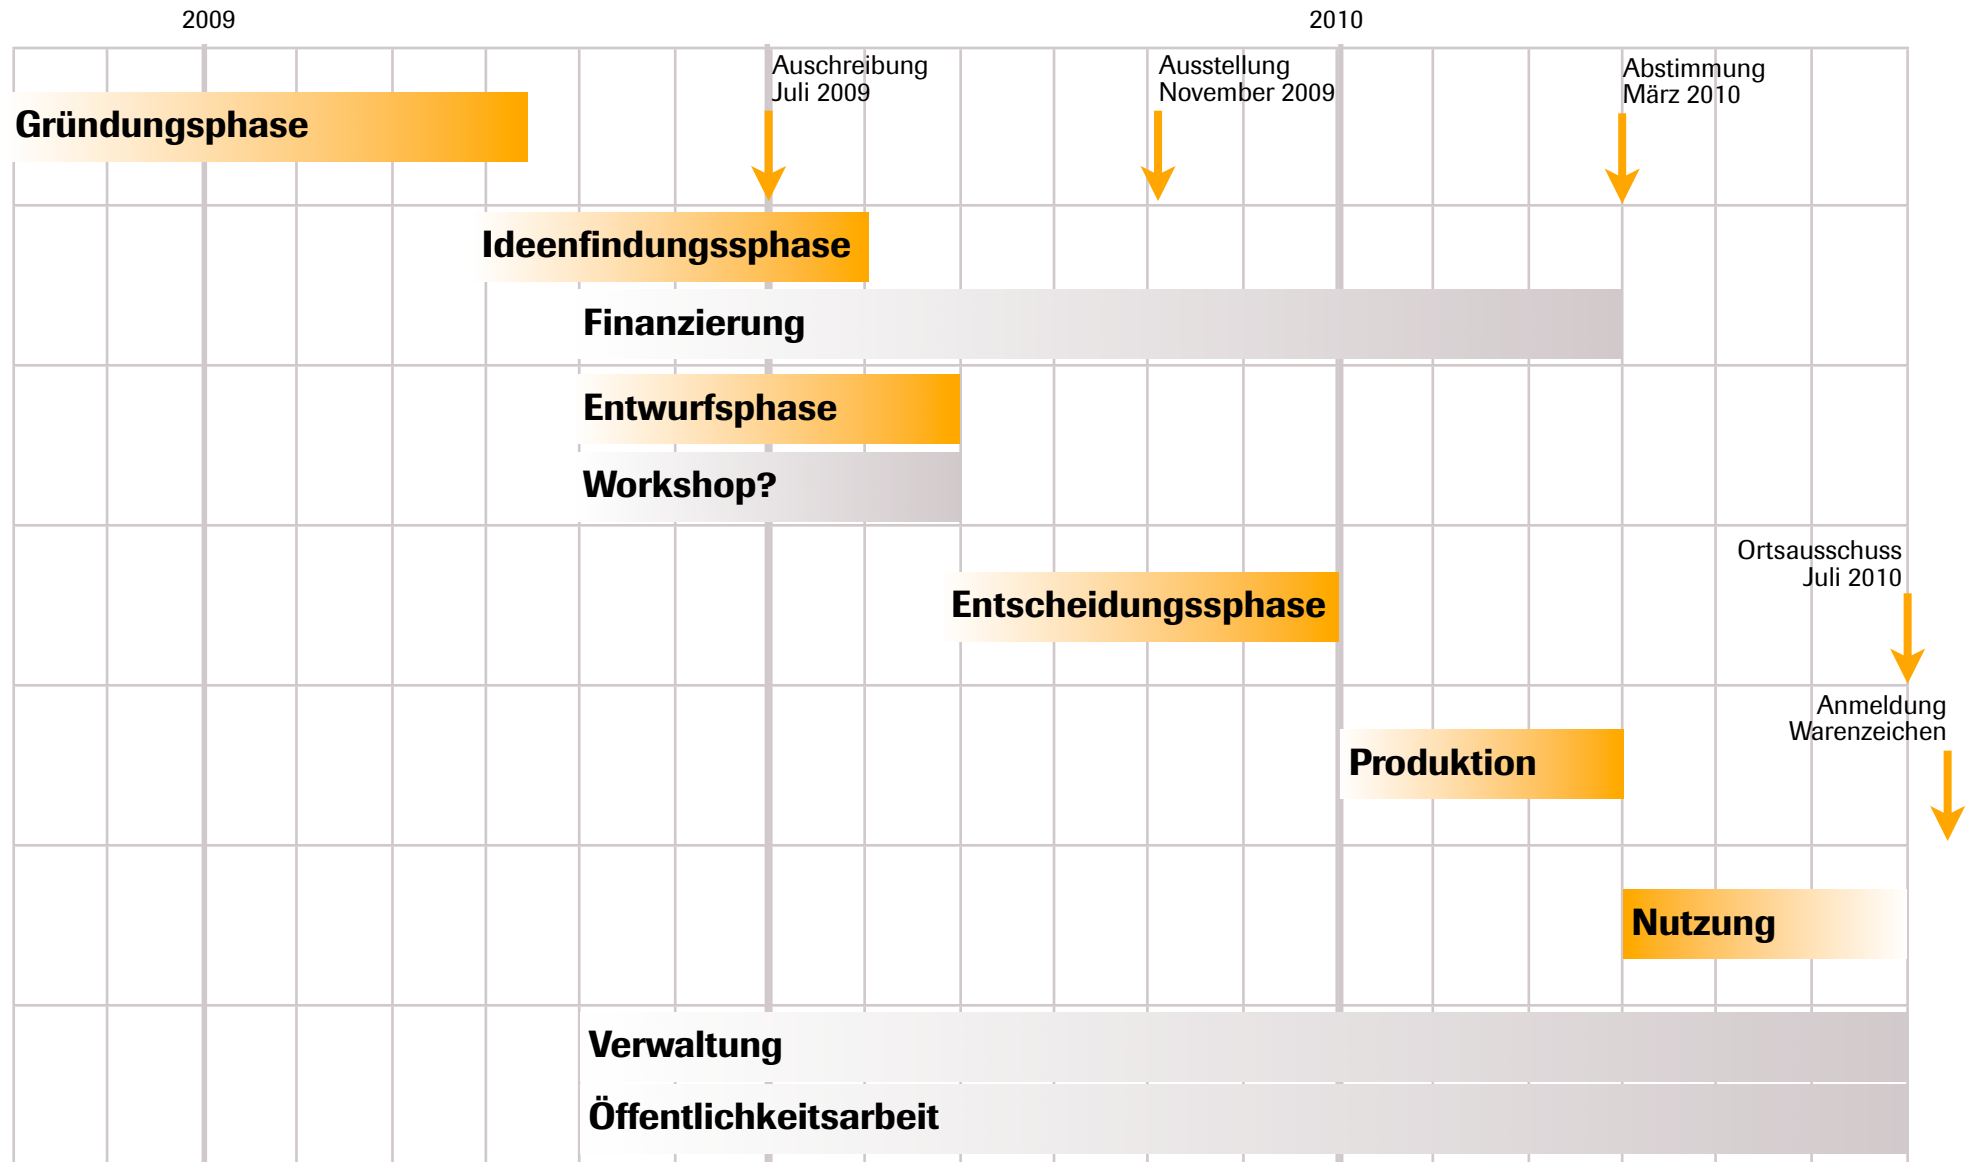 2009
2010
Auschreibung
Juli 2009
Ausstellung
November 2009
Abstimmung
März 2010
Gründungsphase
Ideenfindungssphase
Finanzierung
Entwurfsphase
Workshop?
Ortsausschuss
Juli 2010
Entscheidungssphase
Anmeldung
Warenzeichen
Produktion
Nutzung
Verwaltung
Öffentlichkeitsarbeit